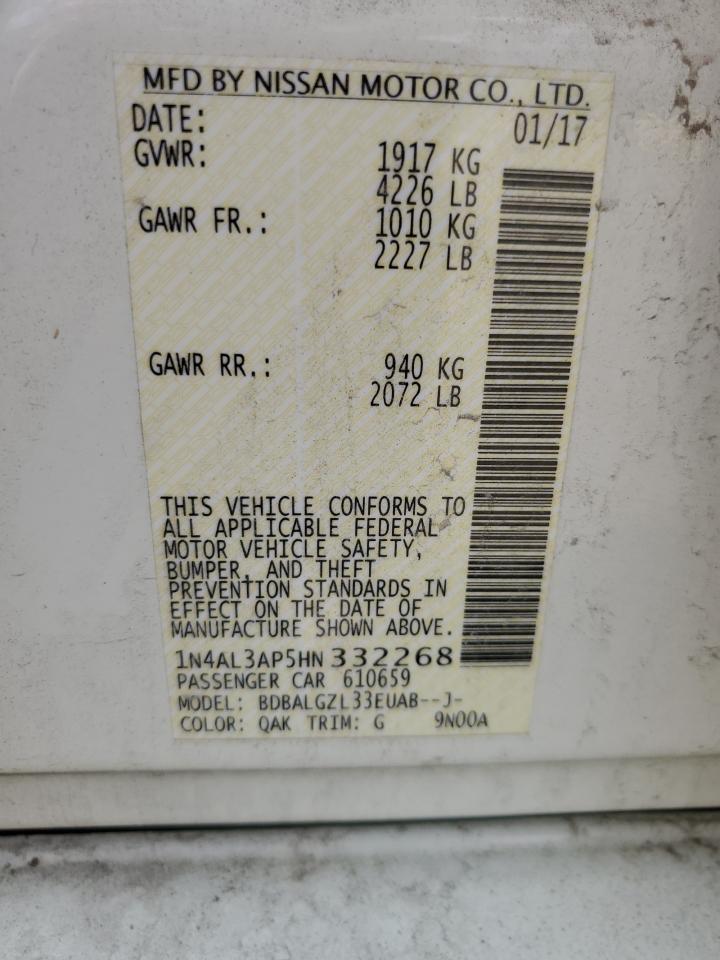 MFD BY NISSAN MOTOR CO., LTD.
DATE: 01/17
GVWR: 1917 KG
4226 LB
GAWR FR.: 1010 KG
2227 LB
GAWR RR.: 940 KG
2072 LB
THIS VEHICLE CONFORMS TO
ALL APPLICABLE FEDERAL
MOTOR VEHICLE SAFETY,
BUMPER, AND THEFT
PREVENTION STANDARDS IN
EFFECT ON THE DATE OF
MANUFACTURE SHOWN ABOVE.
1N4AL3AP5HN 332268
PASSENGER CAR 610659
MODEL: BDBALGZL33EUAB--J-
COLOR: QAK TRIM: G 9N00A